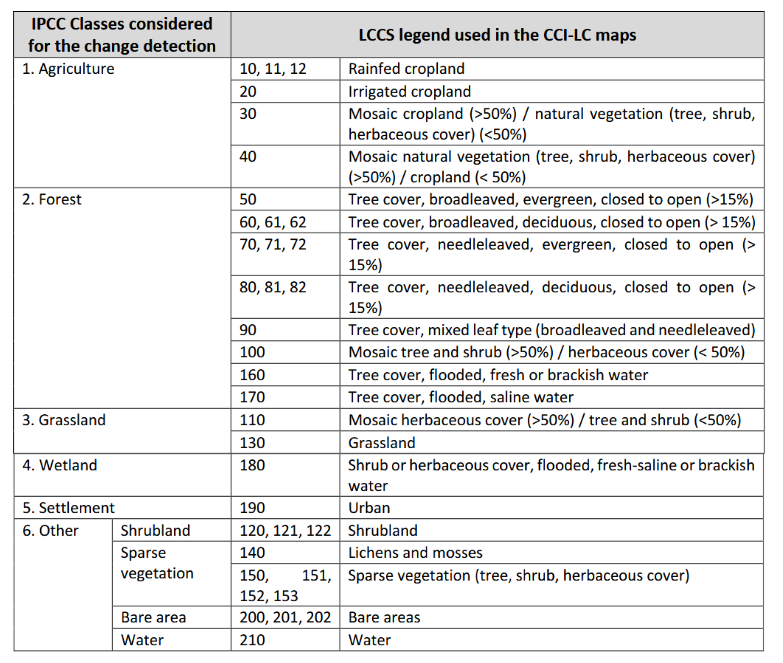 IPCC Classes considered for the change detection LCCS legend used in the CCI-LC maps
1. Agriculture 10, 11, 12 Rainfed cropland
20 Irrigated cropland
30 Mosaic cropland (>50%) / natural vegetation (tree, shrub,
herbaceous cover) (<50%)
40 Mosaic natural vegetation (tree, shrub, herbaceous cover)
(>50%) / cropland (< 50%)
2. Forest 50 Tree cover, broadleaved, evergreen, closed to open (>15%)
60, 61, 62 Tree cover, broadleaved, deciduous, closed to open (> 15%)
70, 71, 72 Tree cover, needleleaved, evergreen, closed to open (>
15%)
80, 81, 82 Tree cover, needleleaved, deciduous, closed to open (>
15%)
90 Tree cover, mixed leaf type (broadleaved and needleleaved)
100 Mosaic tree and shrub (>50%) / herbaceous cover (< 50%)
160 Tree cover, flooded, fresh or brackish water
170 Tree cover, flooded, saline water
3. Grassland 110 Mosaic herbaceous cover (>50%) / tree and shrub (<50%)
130 Grassland
4. Wetland 180 Shrub or herbaceous cover, flooded, fresh-saline or brackish
water
5. Settlement 190 Urban
6. Other Shrubland 120, 121, 122 Shrubland
Sparse vegetation 140 Lichens and mosses
150, 151, 152, 153 Sparse vegetation (tree, shrub, herbaceous cover)
Bare area 200, 201, 202 Bare areas
Water 210 Water